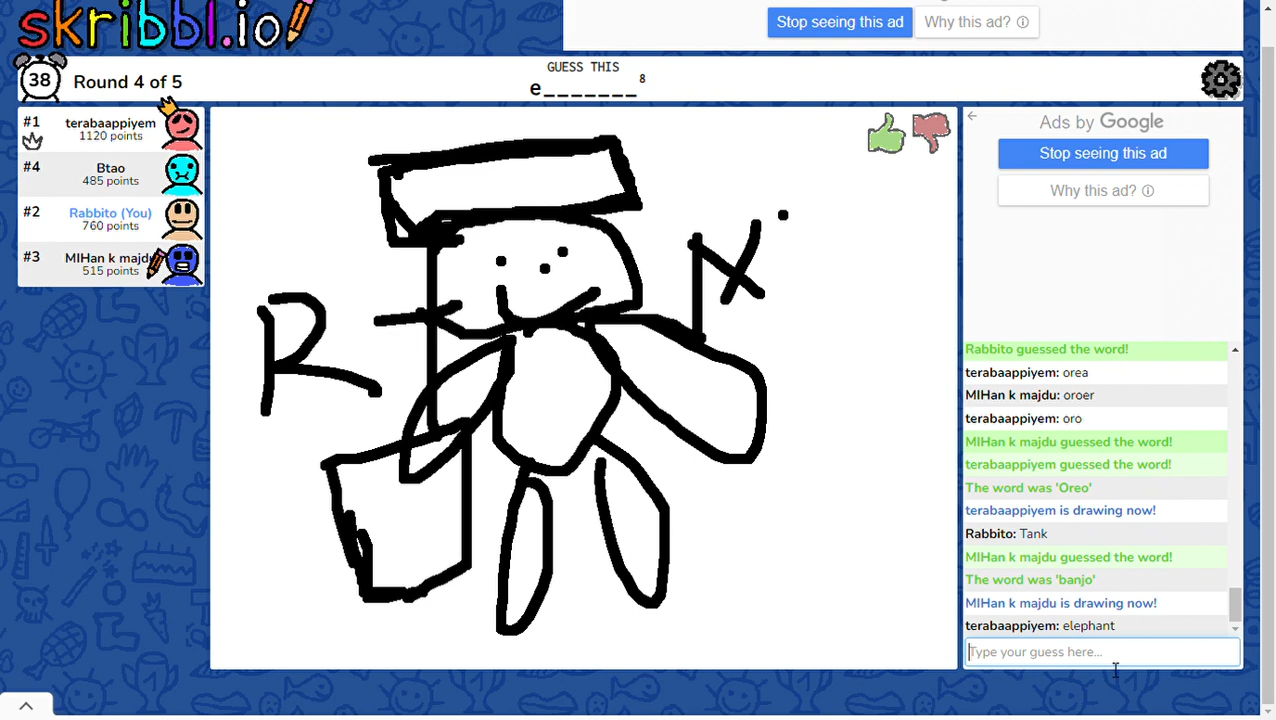 skribbl.io
Stop seeing this ad
Why this ad?
38
Round 4 of 5
GUESS THIS
e_______ 8
#1
terabaappiyem
1120 points
#4
Btao
485 points
#2
Rabbito (You)
760 points
#3
MIHan k majdu
515 points
R
Ads by Google
Stop seeing this ad
Why this ad?
Rabbito guessed the word!
terabaappiyem: orea
MIHan k majdu: oroer
terabaappiyem: oro
MIHan k majdu guessed the word!
terabaappiyem guessed the word!
The word was 'Oreo'
terabaappiyem is drawing now!
Rabbito: Tank
MIHan k majdu guessed the word!
The word was 'banjo'
MIHan k majdu is drawing now!
terabaappiyem: elephant
Type your guess here...